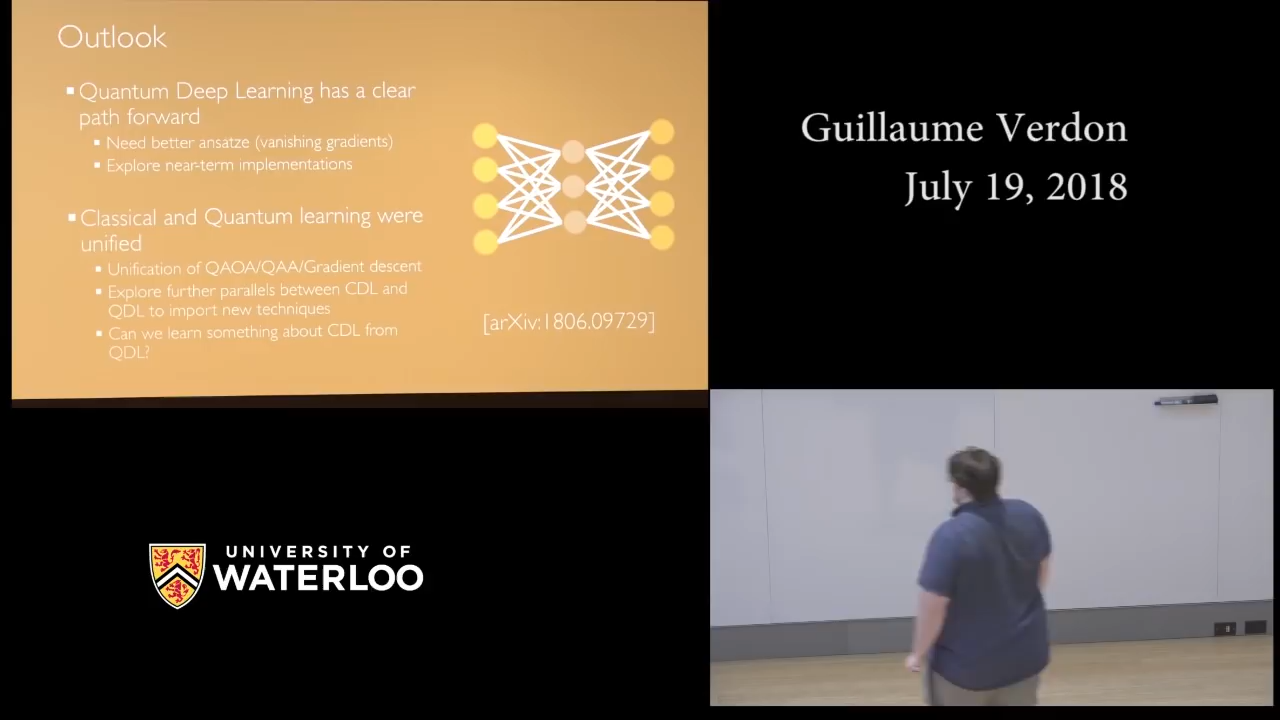 Outlook
Quantum Deep Learning has a clear
path forward
Need better ansatze (vanishing gradients)
Explore near-term implementations
Classical and Quantum learning were
unified
Unification of QAOA/QAA/Gradient descent
Explore further parallels between CDL and
QDL to import new techniques
Can we learn something about CDL from
QDL?
[arXiv:1806.09729]
Guillaume Verdon
July 19, 2018
UNIVERSITY OF
WATERLOO